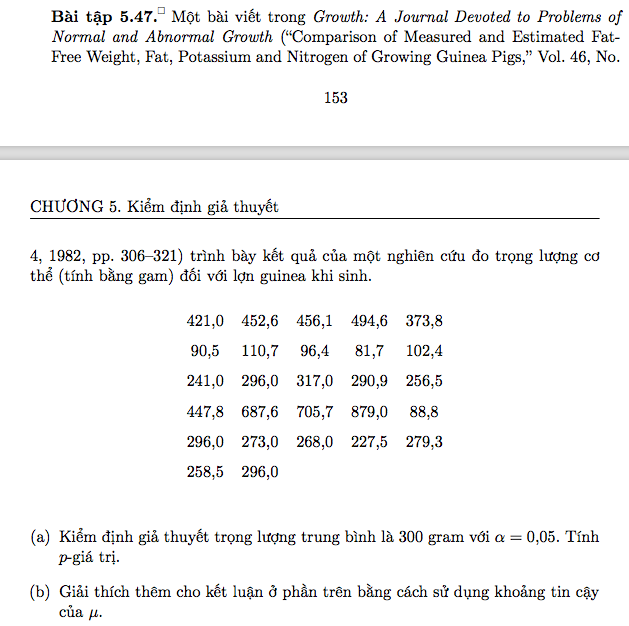 Bài tập 5.47.□ Một bài viết trong Growth: A Journal Devoted to Problems of
Normal and Abnormal Growth (“Comparison of Measured and Estimated Fat-
Free Weight, Fat, Potassium and Nitrogen of Growing Guinea Pigs,” Vol. 46, No.
153
CHƯƠNG 5. Kiểm định giả thuyết
4, 1982, pp. 306–321) trình bày kết quả của một nghiên cứu đo trọng lượng cơ
thể (tính bằng gam) đối với lợn guinea khi sinh.
421,0 452,6 456,1 494,6 373,8
90,5 110,7 96,4 81,7 102,4
241,0 296,0 317,0 290,9 256,5
447,8 687,6 705,7 879,0 88,8
296,0 273,0 268,0 227,5 279,3
258,5 296,0
(a) Kiểm định giả thuyết trọng lượng trung bình là 300 gram với α = 0,05. Tính
p-giá trị.
(b) Giải thích thêm cho kết luận ở phần trên bằng cách sử dụng khoảng tin cậy
của μ.